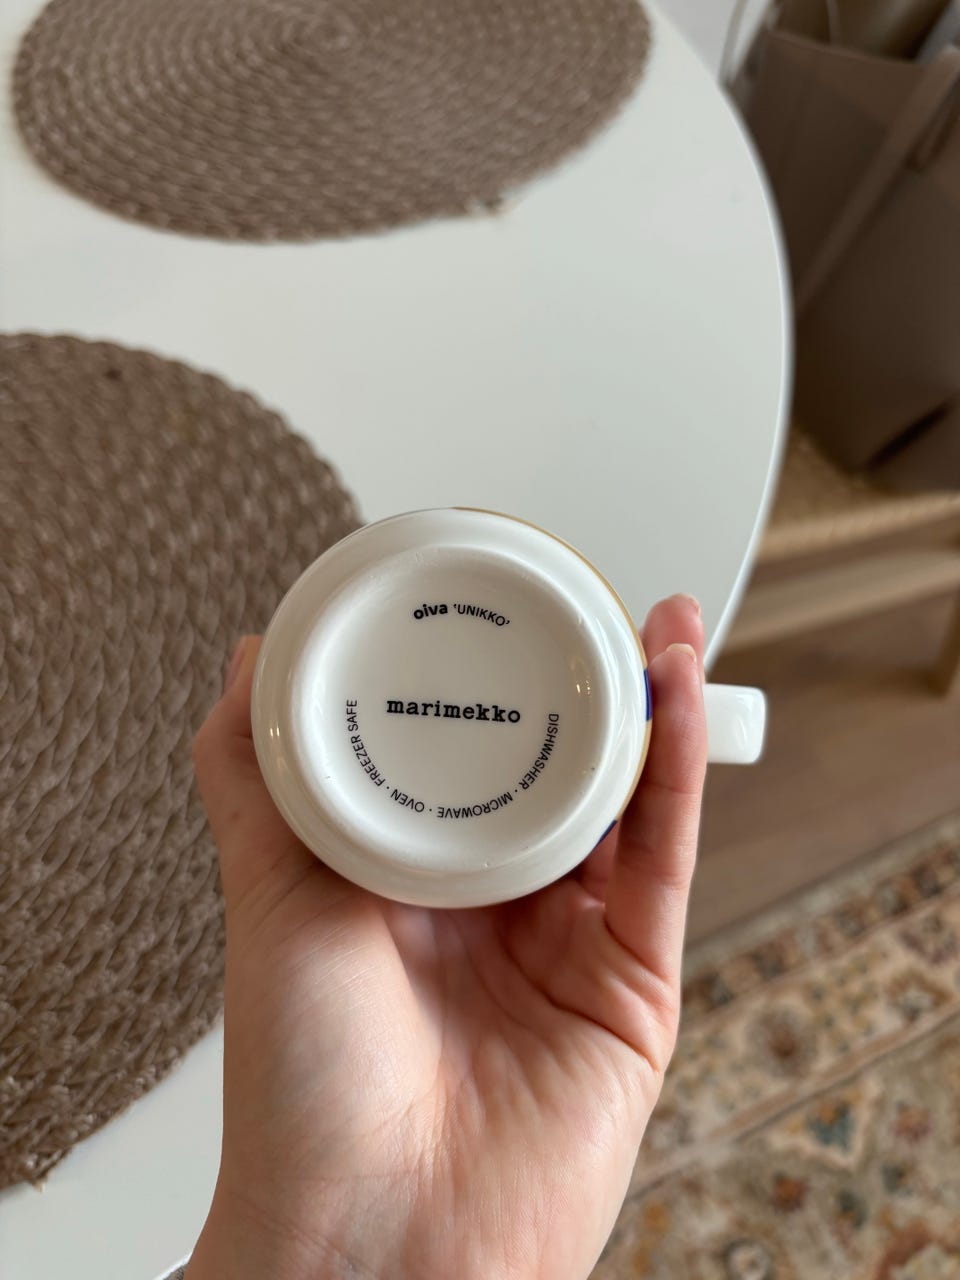 oiva ‘UNIKKO’
marimekko
DISHWASHER · MICROWAVE · OVEN · FREEZER SAFE